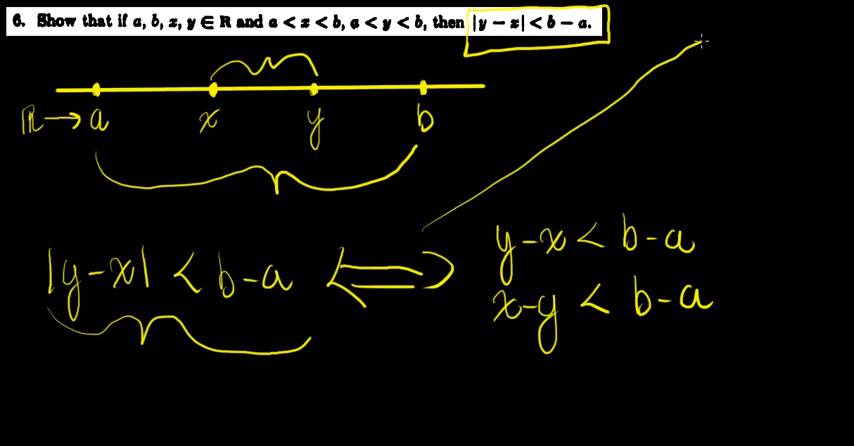 6. Show that if a, b, x, y ∈ R and a < x < b, a < y < b, then |y − x| < b − a.
ℝ → a x y b
|y-x| < b-a ⟺
y-x < b-a
x-y < b-a